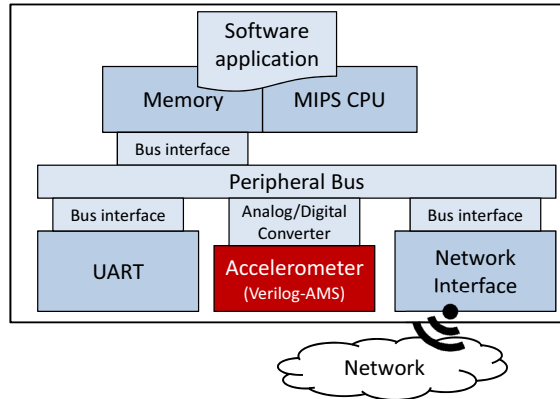 Software
application
Memory
MIPS CPU
Bus interface
Peripheral Bus
Bus interface
Analog/Digital
Converter
Bus interface
UART
Accelerometer
(Verilog-AMS)
Network
Interface
Network